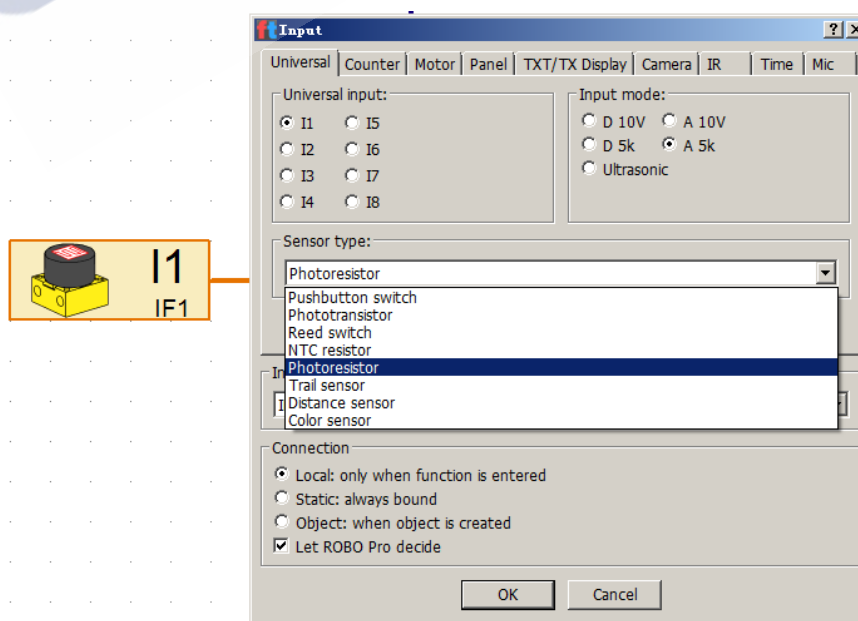 ft Input
Universal Counter Motor Panel TXT/TX Display Camera IR Time Mic
Universal input:
I1 I5
I2 I6
I3 I7
I4 I8
Input mode:
D 10V A 10V
D 5k A 5k
Ultrasonic
I1
IF1
Sensor type:
Photoresistor
Pushbutton switch
Phototransistor
Reed switch
NTC resistor
Photoresistor
Trail sensor
Distance sensor
Color sensor
Connection
Local: only when function is entered
Static: always bound
Object: when object is created
Let ROBO Pro decide
OK Cancel